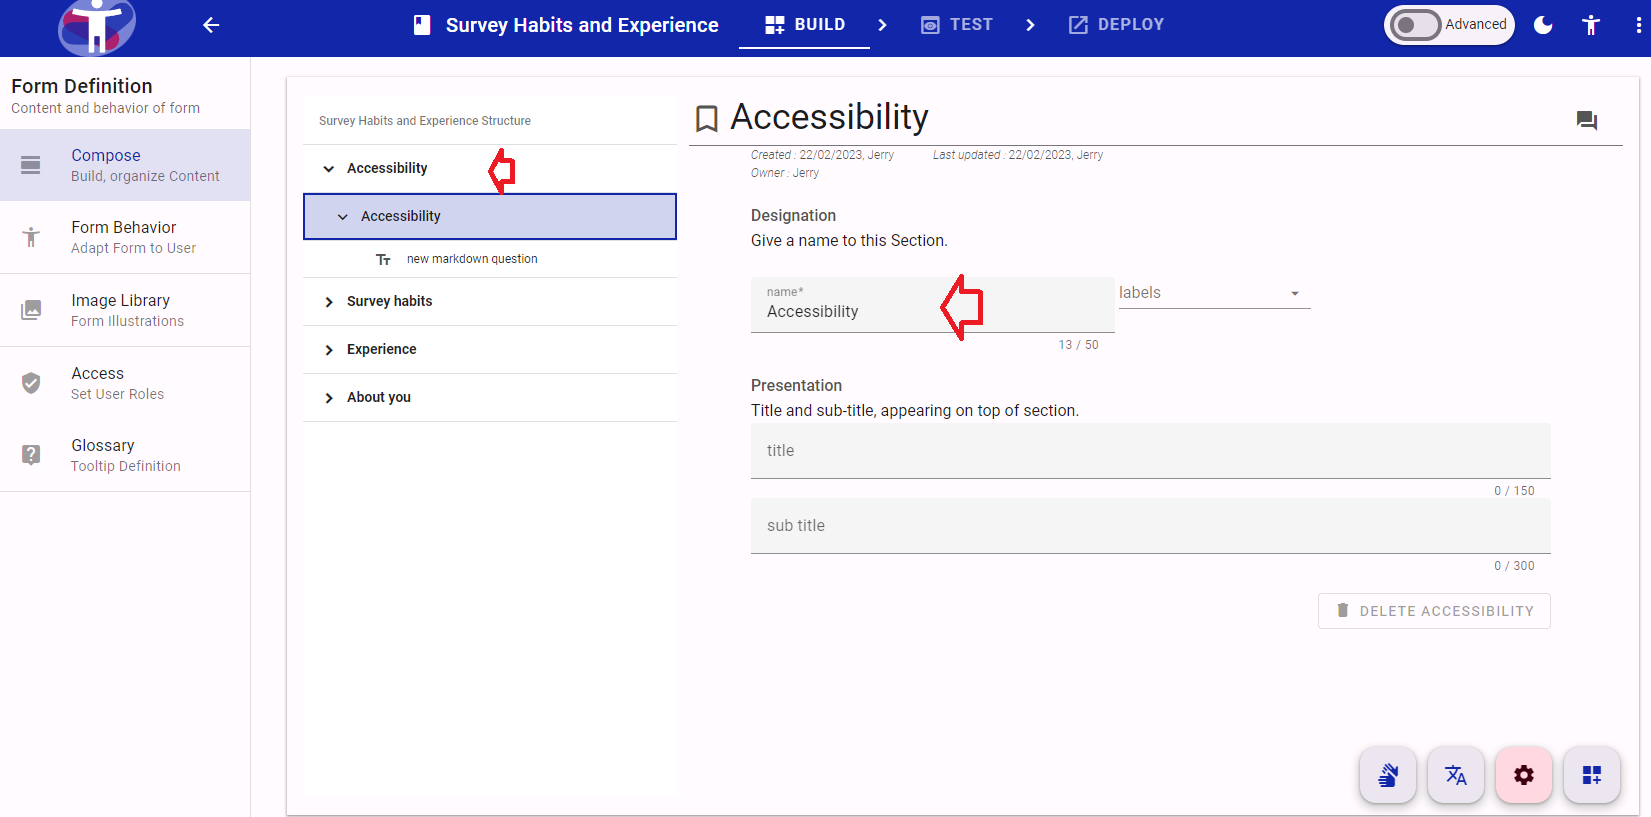 Survey Habits and Experience
BUILD
TEST
DEPLOY
Advanced
Form Definition
Content and behavior of form
Compose
Build, organize Content
Form Behavior
Adapt Form to User
Image Library
Form Illustrations
Access
Set User Roles
Glossary
Tooltip Definition
Survey Habits and Experience Structure
Accessibility
Accessibility
Tт new markdown question
Survey habits
Experience
About you
Accessibility
Created : 22/02/2023, Jerry Last updated : 22/02/2023, Jerry
Owner : Jerry
Designation
Give a name to this Section.
name*
Accessibility
labels
13 / 50
Presentation
Title and sub-title, appearing on top of section.
title
0 / 150
sub title
0 / 300
DELETE ACCESSIBILITY